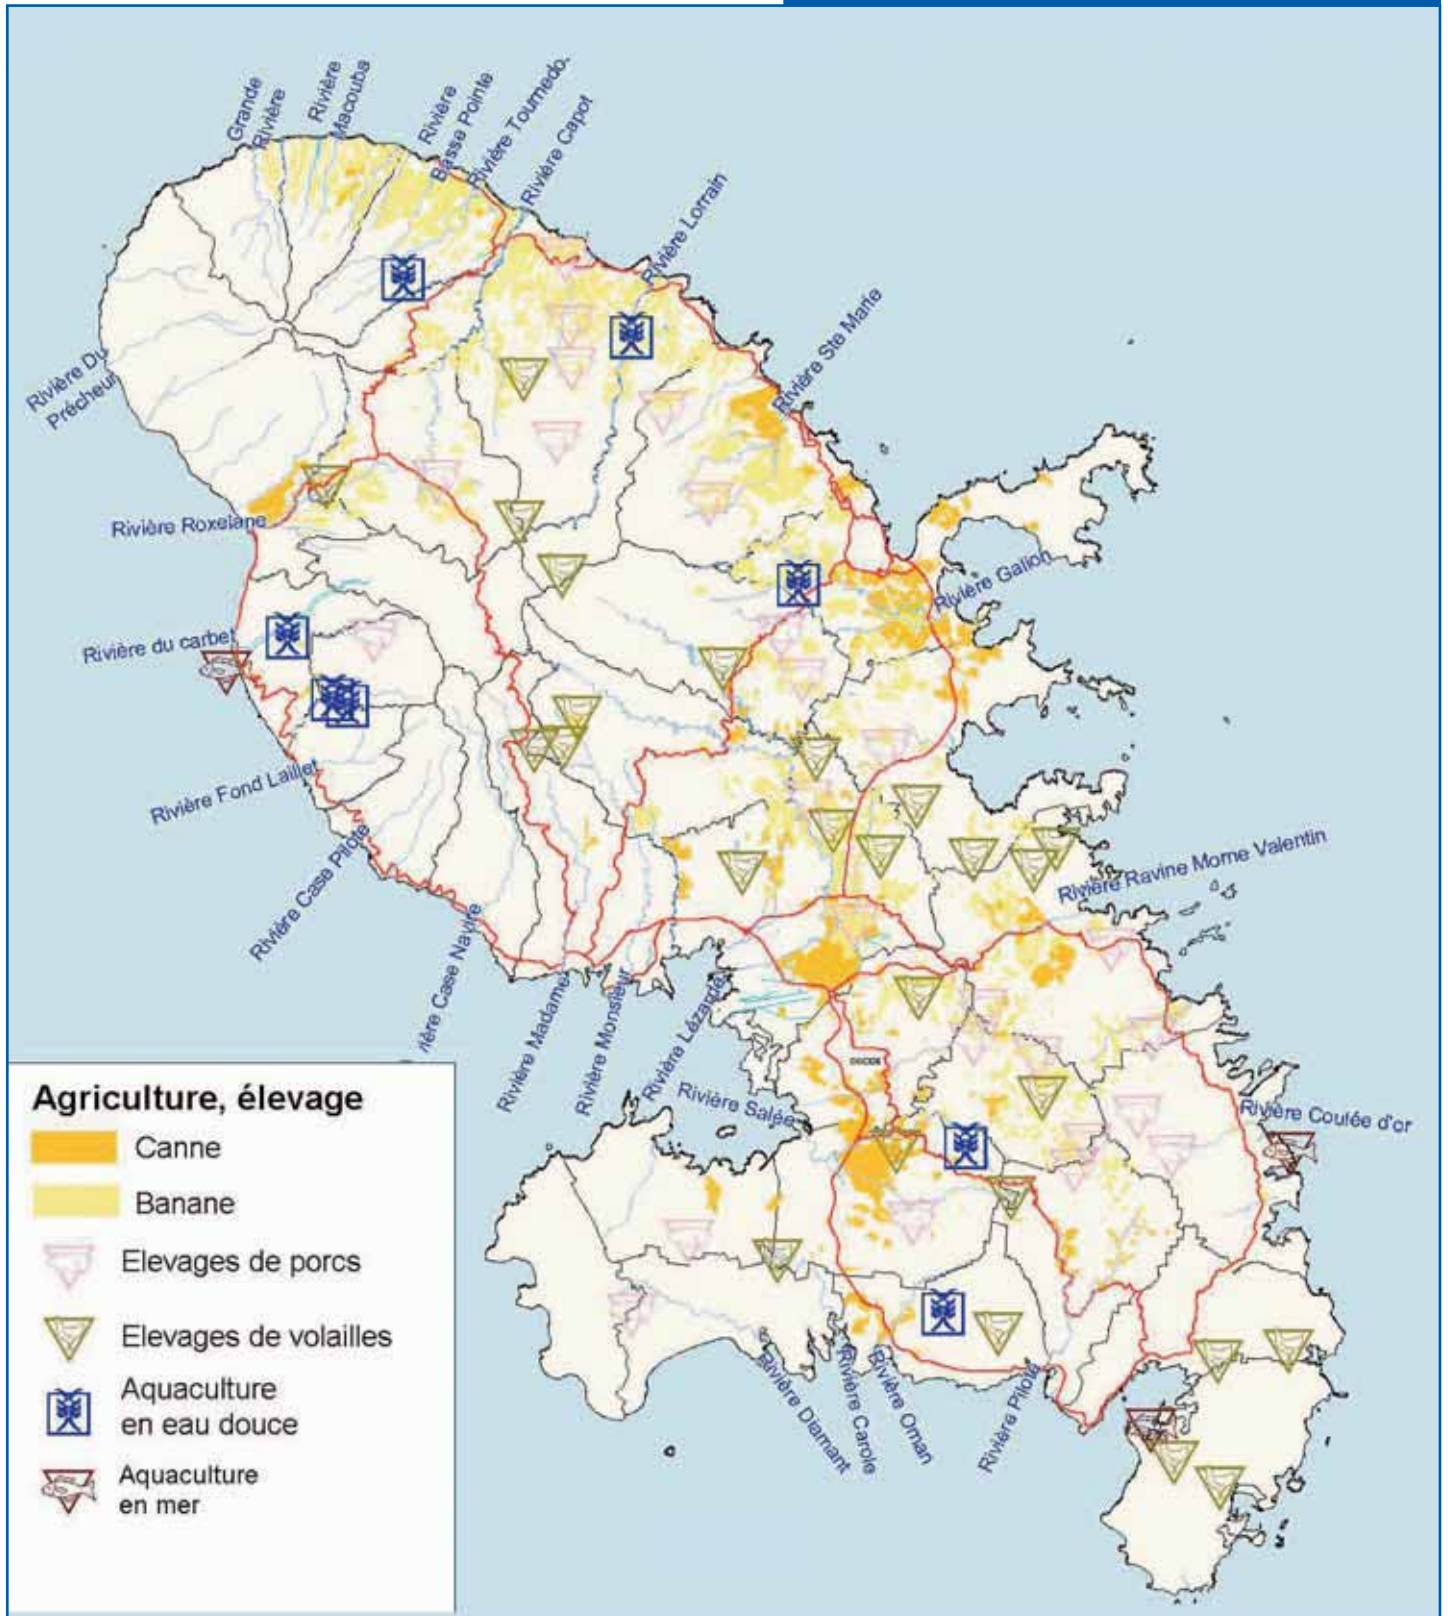 Grande
Rivière
Rivière
Macouba
Rivière
Basse Pointe
Rivière Tournedo
Rivière Capot
Rivière Lorrain
Rivière Ste Marie
Rivière Du
Prêcheur
Rivière Roxelane
Rivière Galion
Rivière du carbet
Rivière Fond Laillet
Rivière Case Pilote
Rivière Ravine Morne Valentin
vière Case Navire
Rivière Madame
Rivière Monsieur
Rivière Lézarde
Rivière Salée
Rivière Coulée d'or
Rivière Diamant
Rivière Carole
Rivière Oman
Rivière Pilote
Agriculture, élevage
Canne
Banane
Elevages de porcs
Elevages de volailles
Aquaculture
en eau douce
Aquaculture
en mer